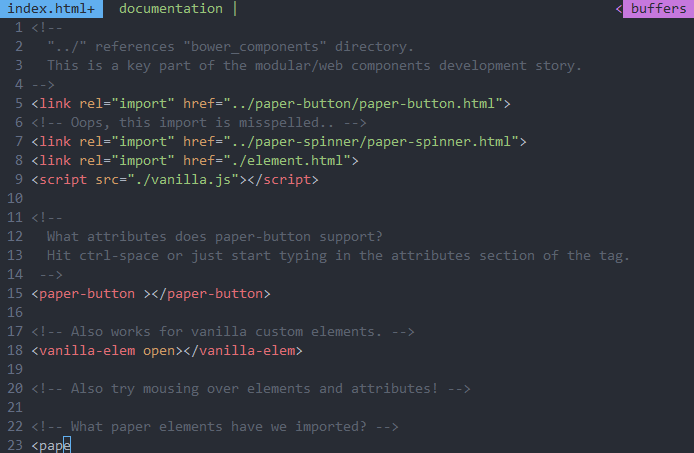 index.html+ documentation < buffers
1 <!--
2   "../" references "bower_components" directory.
3   This is a key part of the modular/web components development story.
4 -->
5 <link rel="import" href="../paper-button/paper-button.html">
6 <!-- Oops, this import is misspelled.. -->
7 <link rel="import" href="../paper-spinner/paper-spinner.html">
8 <link rel="import" href="./element.html">
9 <script src="./vanilla.js"></script>
10
11 <!--
12   What attributes does paper-button support?
13   Hit ctrl-space or just start typing in the attributes section of the tag.
14  -->
15 <paper-button ></paper-button>
16
17 <!-- Also works for vanilla custom elements. -->
18 <vanilla-elem open></vanilla-elem>
19
20 <!-- Also try mousing over elements and attributes! -->
21
22 <!-- What paper elements have we imported? -->
23 <pape